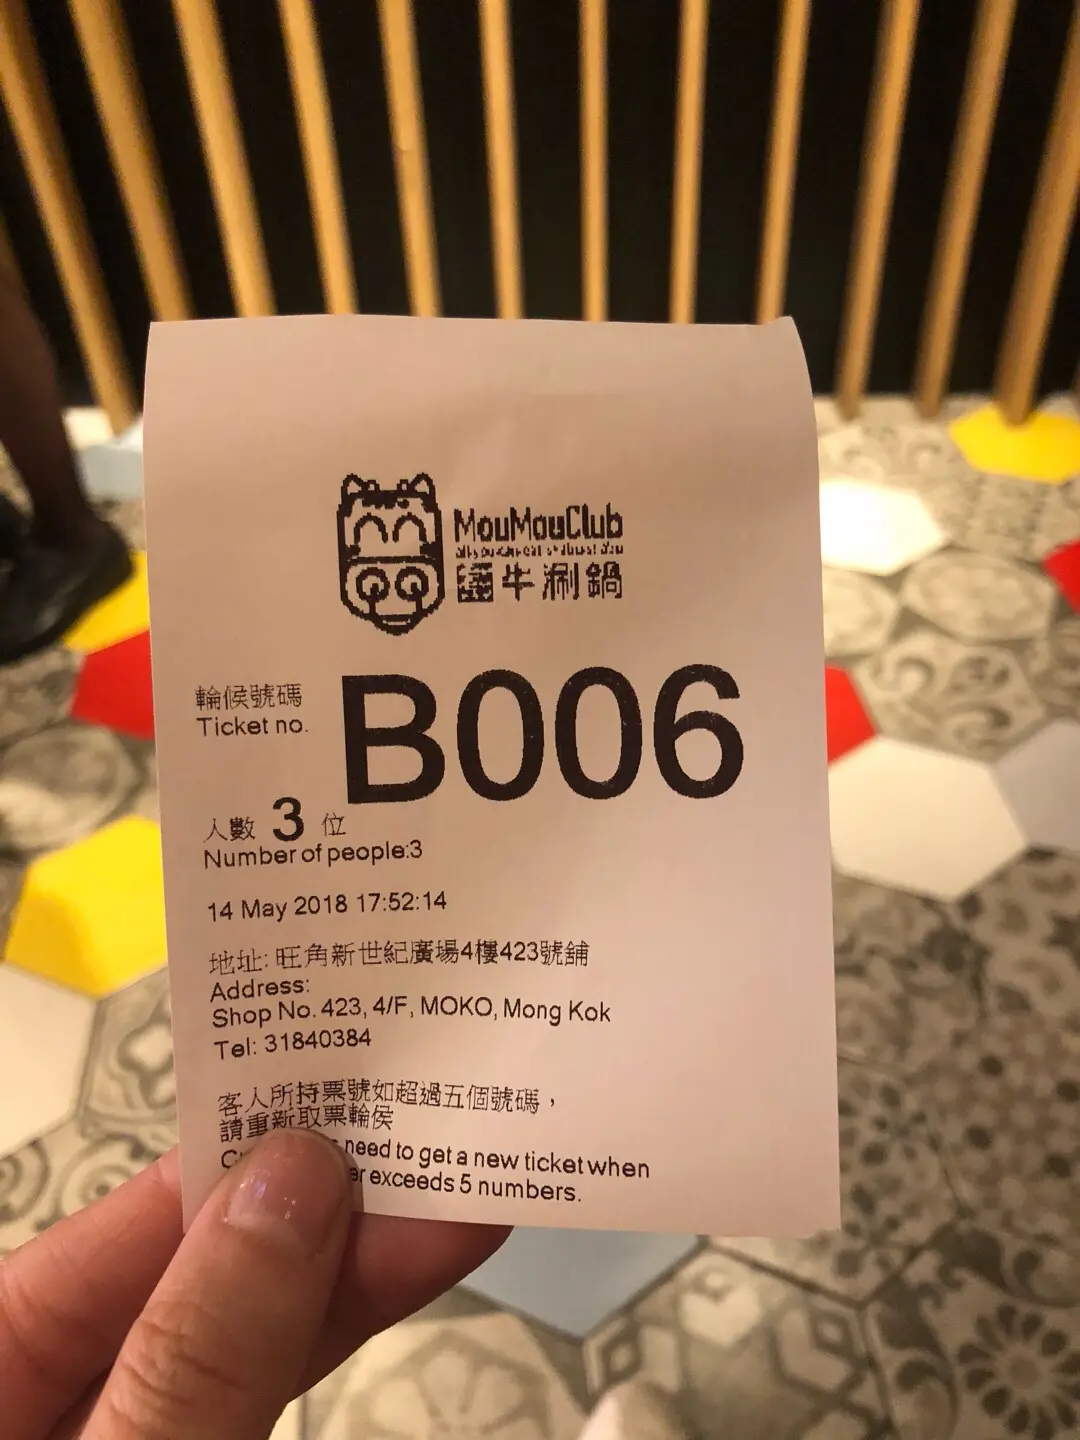 MouMouClub
牛涮鍋
輪候號碼
Ticket no.
B006
人數 3 位
Number of people:3
14 May 2018 17:52:14
地址: 旺角新世紀廣場4樓423號舖
Address:
Shop No. 423, 4/F, MOKO, Mong Kok
Tel: 31840384
客人所持票號如超過五個號碼，
請重新取票輪侯
need to get a new ticket when
exceeds 5 numbers.